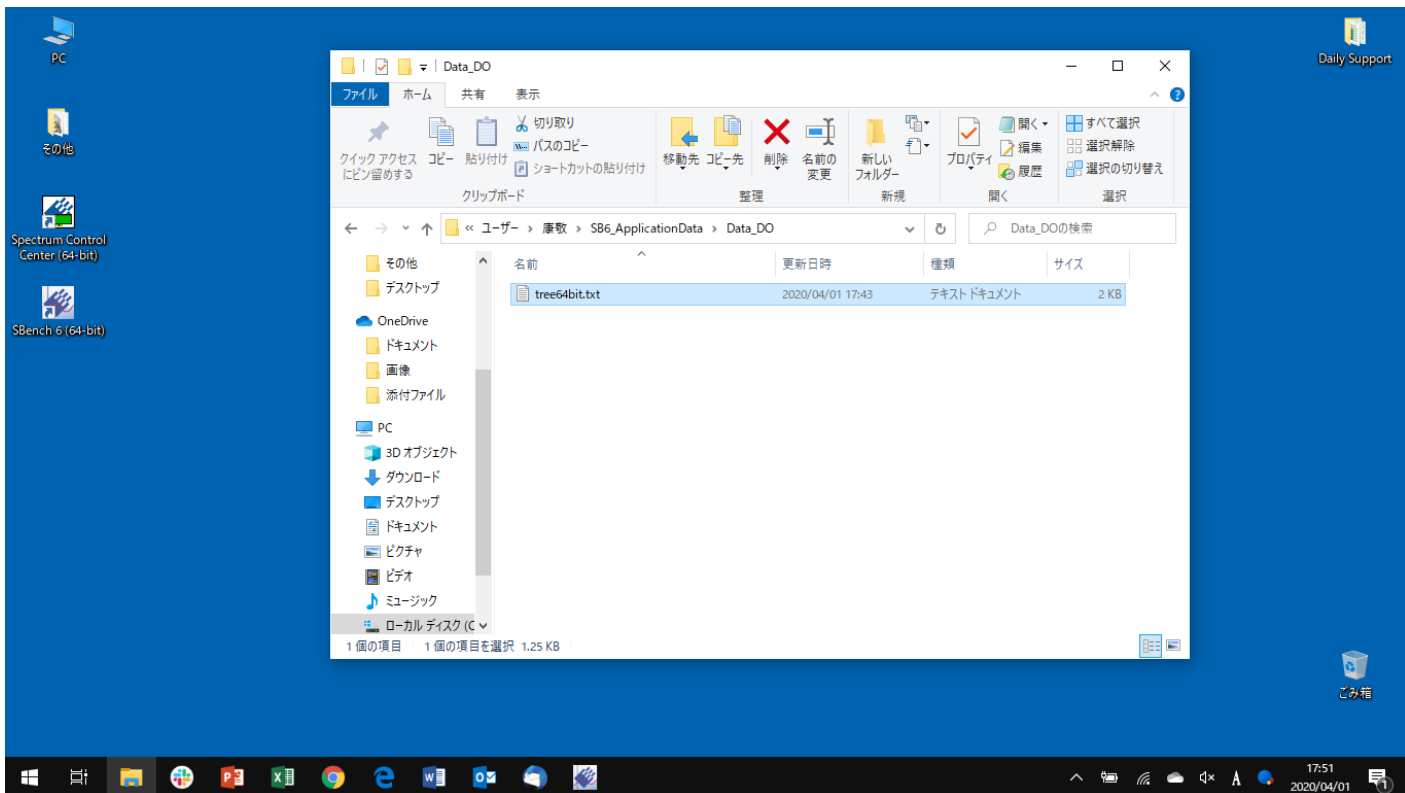 PC
Daily Support
その他
Spectrum Control
Center (64-bit)
SBench 6 (64-bit)
Data_DO
ファイル ホーム 共有 表示
クイック アクセス
にピン留めする
コピー
貼り付け
切り取り
パスのコピー
ショートカットの貼り付け
クリップボード
移動先
コピー先
削除
名前の
変更
整理
新しい
フォルダー
新規
プロパティ
開く
編集
履歴
開く
すべて選択
選択解除
選択の切り替え
選択
« ユーザー › 康敬 › SB6_ApplicationData › Data_DO
Data_DOの検索
名前 更新日時 種類 サイズ
tree64bit.txt 2020/04/01 17:43 テキスト ドキュメント 2 KB
その他
デスクトップ
OneDrive
ドキュメント
画像
添付ファイル
PC
3D オブジェクト
ダウンロード
デスクトップ
ドキュメント
ピクチャ
ビデオ
ミュージック
ローカル ディスク (C
1 個の項目 1 個の項目を選択 1.25 KB
ごみ箱
A
17:51
2020/04/01
1